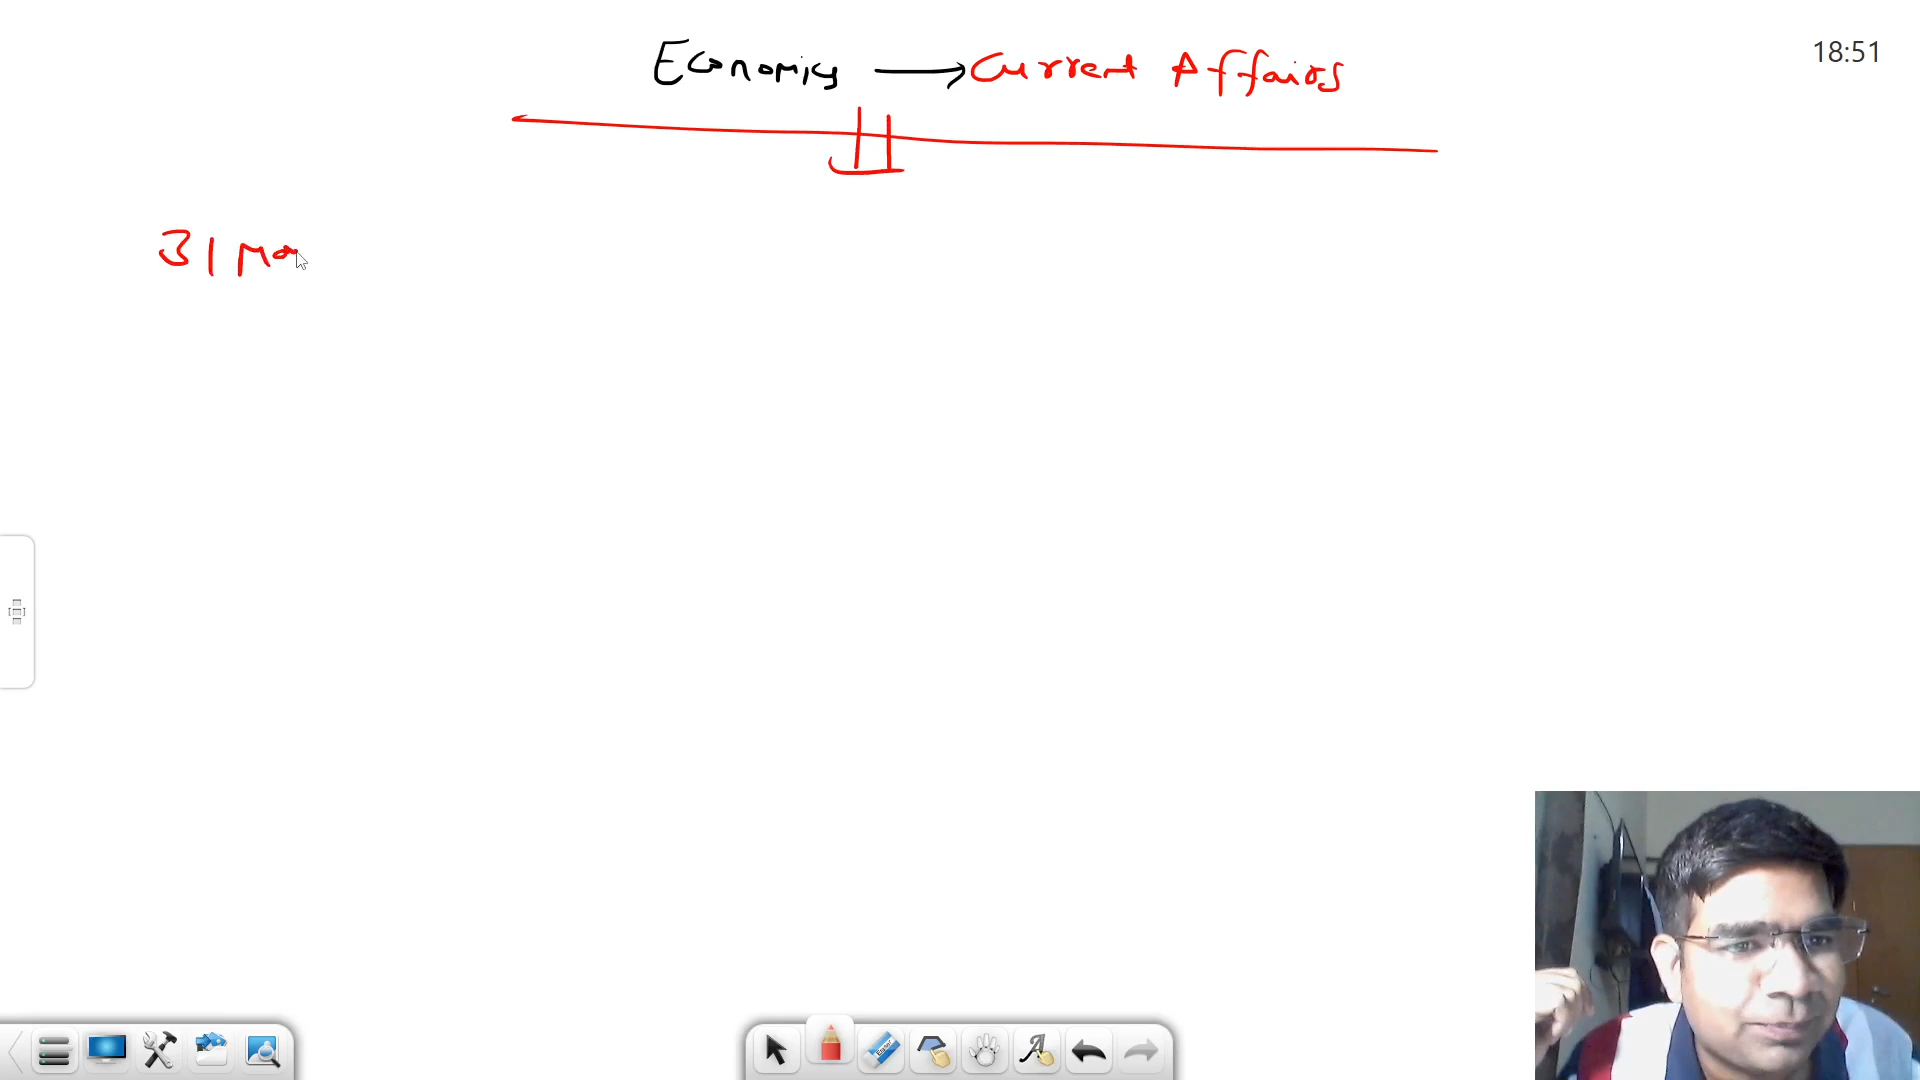 18:51
Economics → Current Affairs
31 Ma